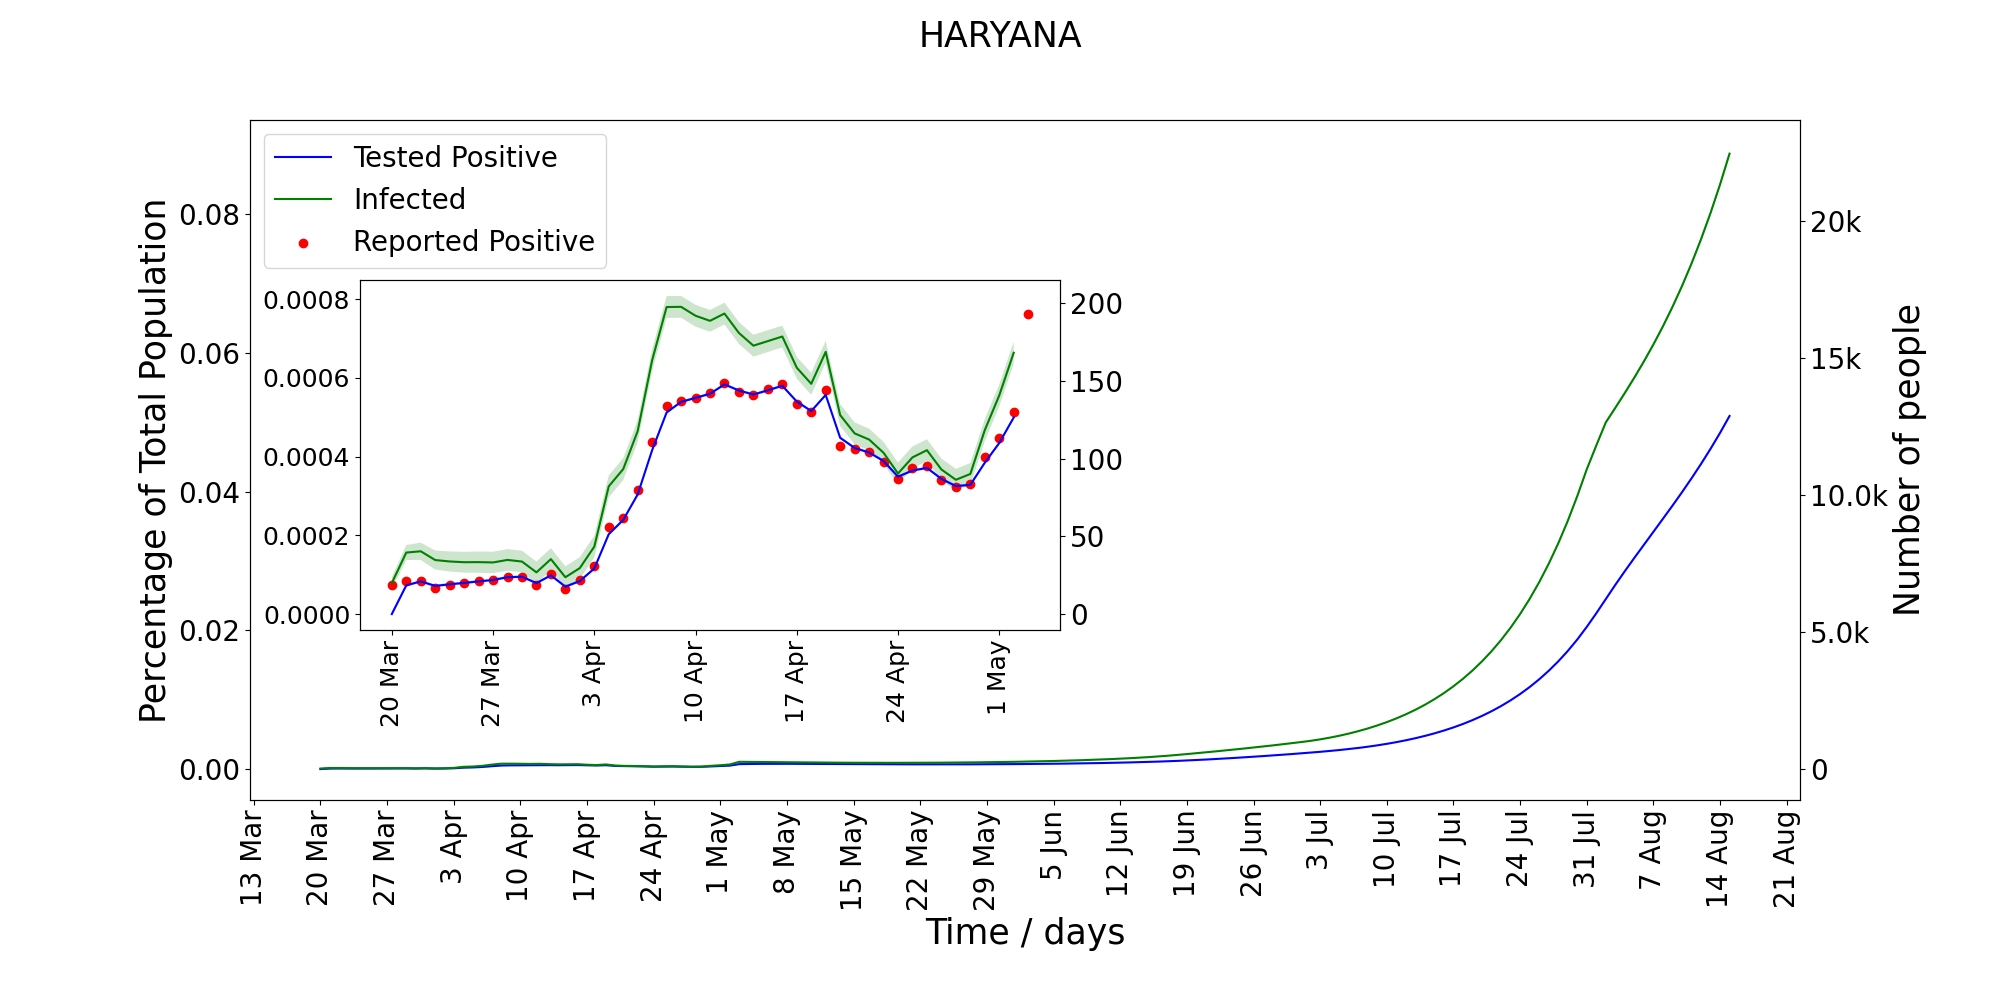 HARYANA
Tested Positive
Infected
Reported Positive
Percentage of Total Population
0.08
0.06
0.04
0.02
0.00
20k
15k
10.0k
5.0k
0
Number of people
0.0008
0.0006
0.0004
0.0002
0.0000
200
150
100
50
0
20 Mar
27 Mar
3 Apr
10 Apr
17 Apr
24 Apr
1 May
13 Mar
20 Mar
27 Mar
3 Apr
10 Apr
17 Apr
24 Apr
1 May
8 May
15 May
22 May
29 May
5 Jun
12 Jun
19 Jun
26 Jun
3 Jul
10 Jul
17 Jul
24 Jul
31 Jul
7 Aug
14 Aug
21 Aug
Time / days